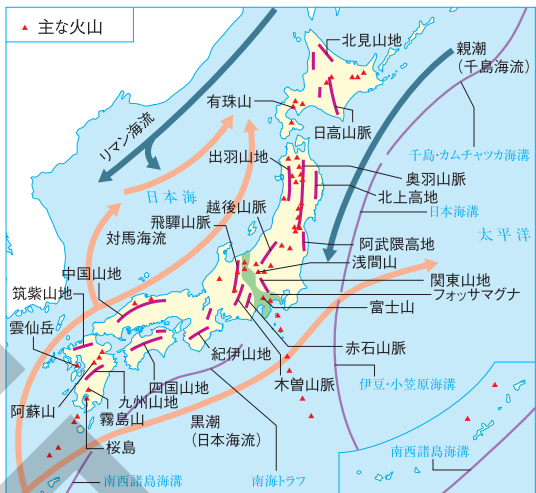 主な火山
北見山地
親潮
(千島海流)
有珠山
日高山脈
リマン海流
千島・カムチャツカ海溝
出羽山地
奥羽山脈
北上高地
日本海
日本海溝
越後山脈
飛驒山脈
対馬海流
阿武隈高地
太平洋
浅間山
中国山地
関東山地
フォッサマグナ
筑紫山地
富士山
雲仙岳
赤石山脈
紀伊山地
木曽山脈
伊豆・小笠原海溝
四国山地
九州山地
阿蘇山
霧島山
黒潮
(日本海流)
桜島
南西諸島海溝
南西諸島海溝
南海トラフ